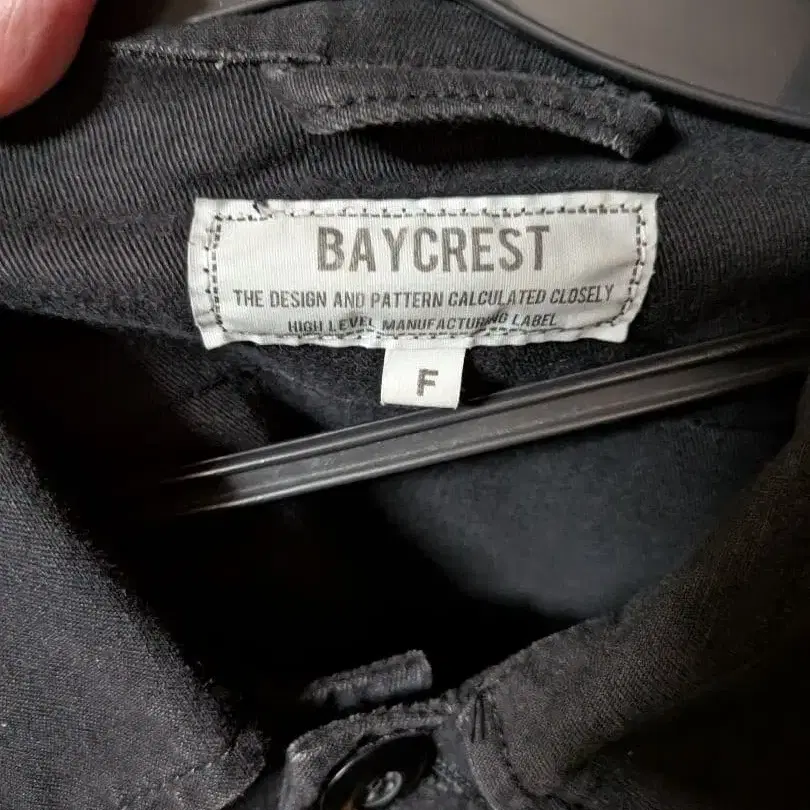 BAYCREST
THE DESIGN AND PATTERN CALCULATED CLOSELY
HIGH LEVEL MANUFACTURING LABEL
F